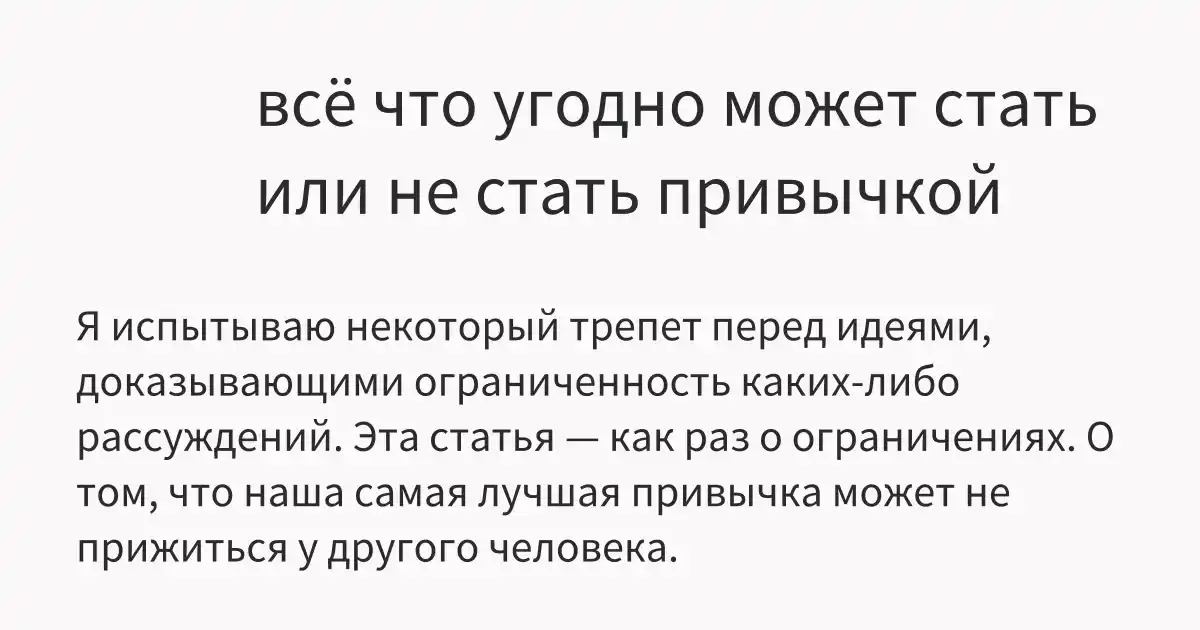 всё что угодно может стать
или не стать привычкой
Я испытываю некоторый трепет перед идеями,
доказывающими ограниченность каких-либо
рассуждений. Эта статья — как раз о ограничениях. О
том, что наша самая лучшая привычка может не
прижиться у другого человека.